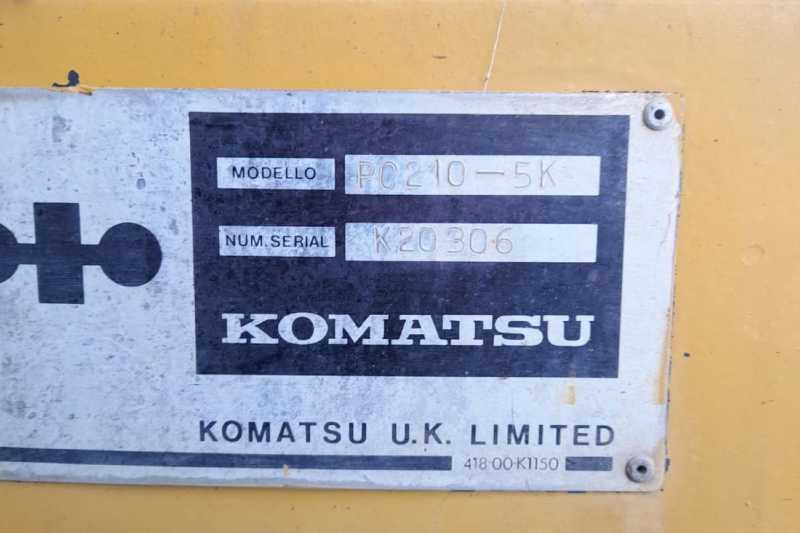 MODELLO PC210-5K
NUM. SERIAL K20306
KOMATSU
KOMATSU U.K. LIMITED
418-00-K1150